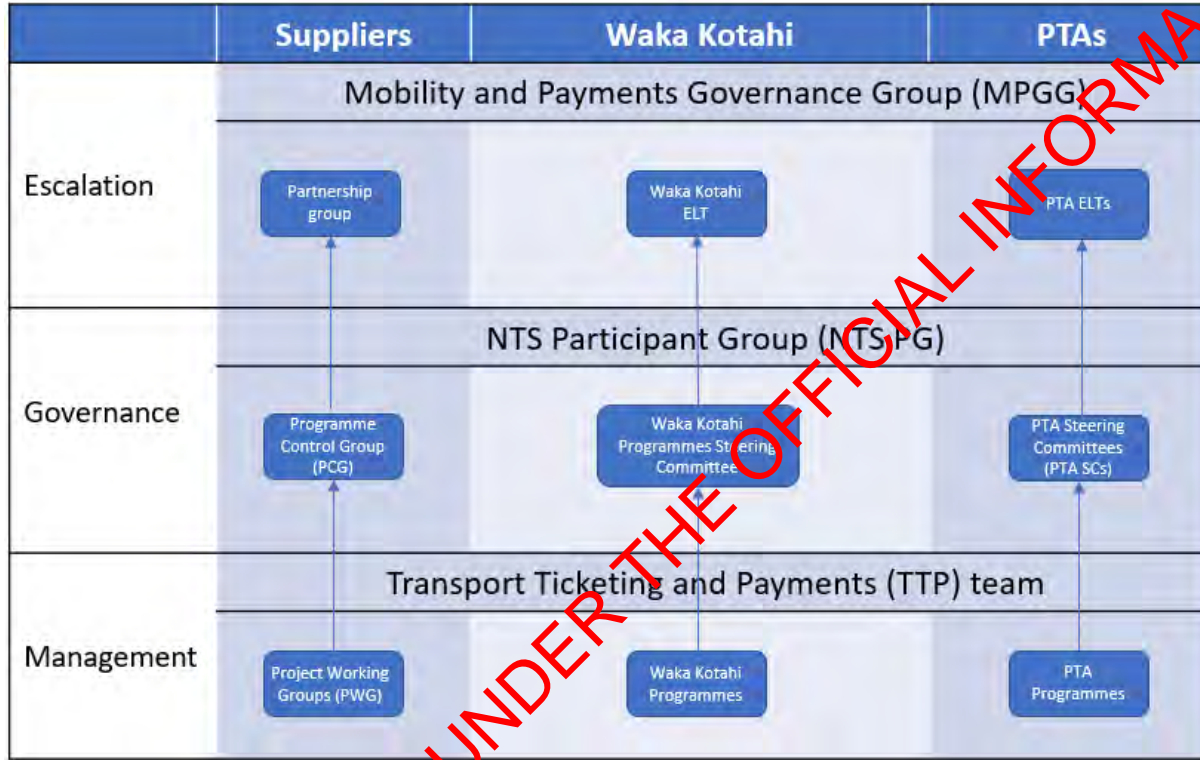 Suppliers
Waka Kotahi
PTAs
Mobility and Payments Governance Group (MPGG)
Escalation
Partnership
group
Waka Kotahi
ELT
PTA ELTs
NTS Participant Group (NTS PG)
Governance
Programme
Control Group
(PCG)
Waka Kotahi
Programmes Steering
Committee
PTA Steering
Committees
(PTA SCs)
Transport Ticketing and Payments (TTP) team
Management
Project Working
Groups (PWG)
Waka Kotahi
Programmes
PTA
Programmes
UNDER THE OFFICIAL INFORMA